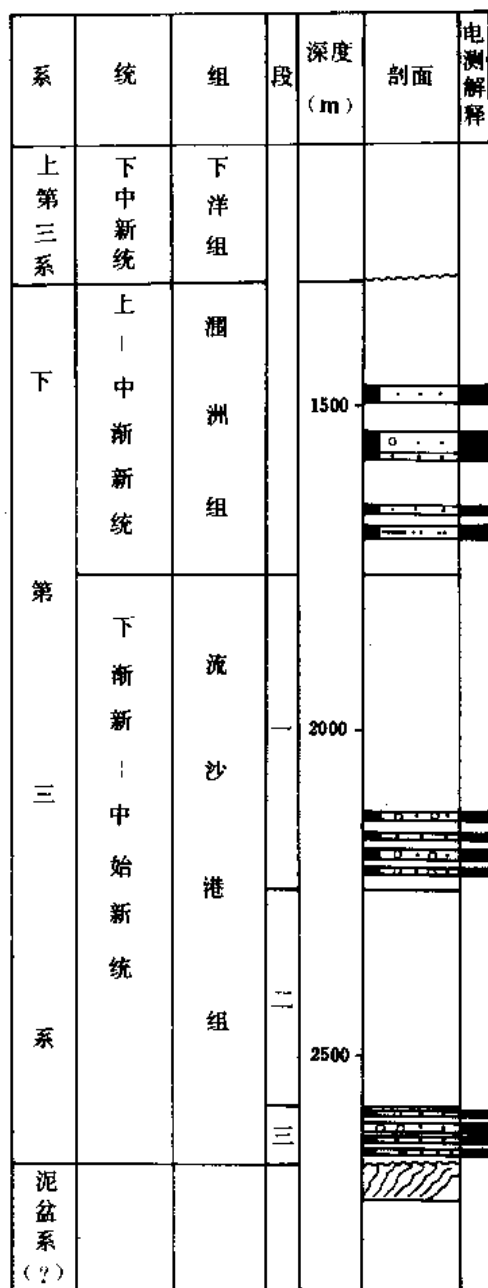 系 统 组 段 深度(m) 剖面 电测解释
上第三系 下中新统 下洋组
下第三系 上-中渐新统 涠洲组
1500
下渐新-中始新统 流沙港组 一
2000
二
2500
三
泥盆系(?)